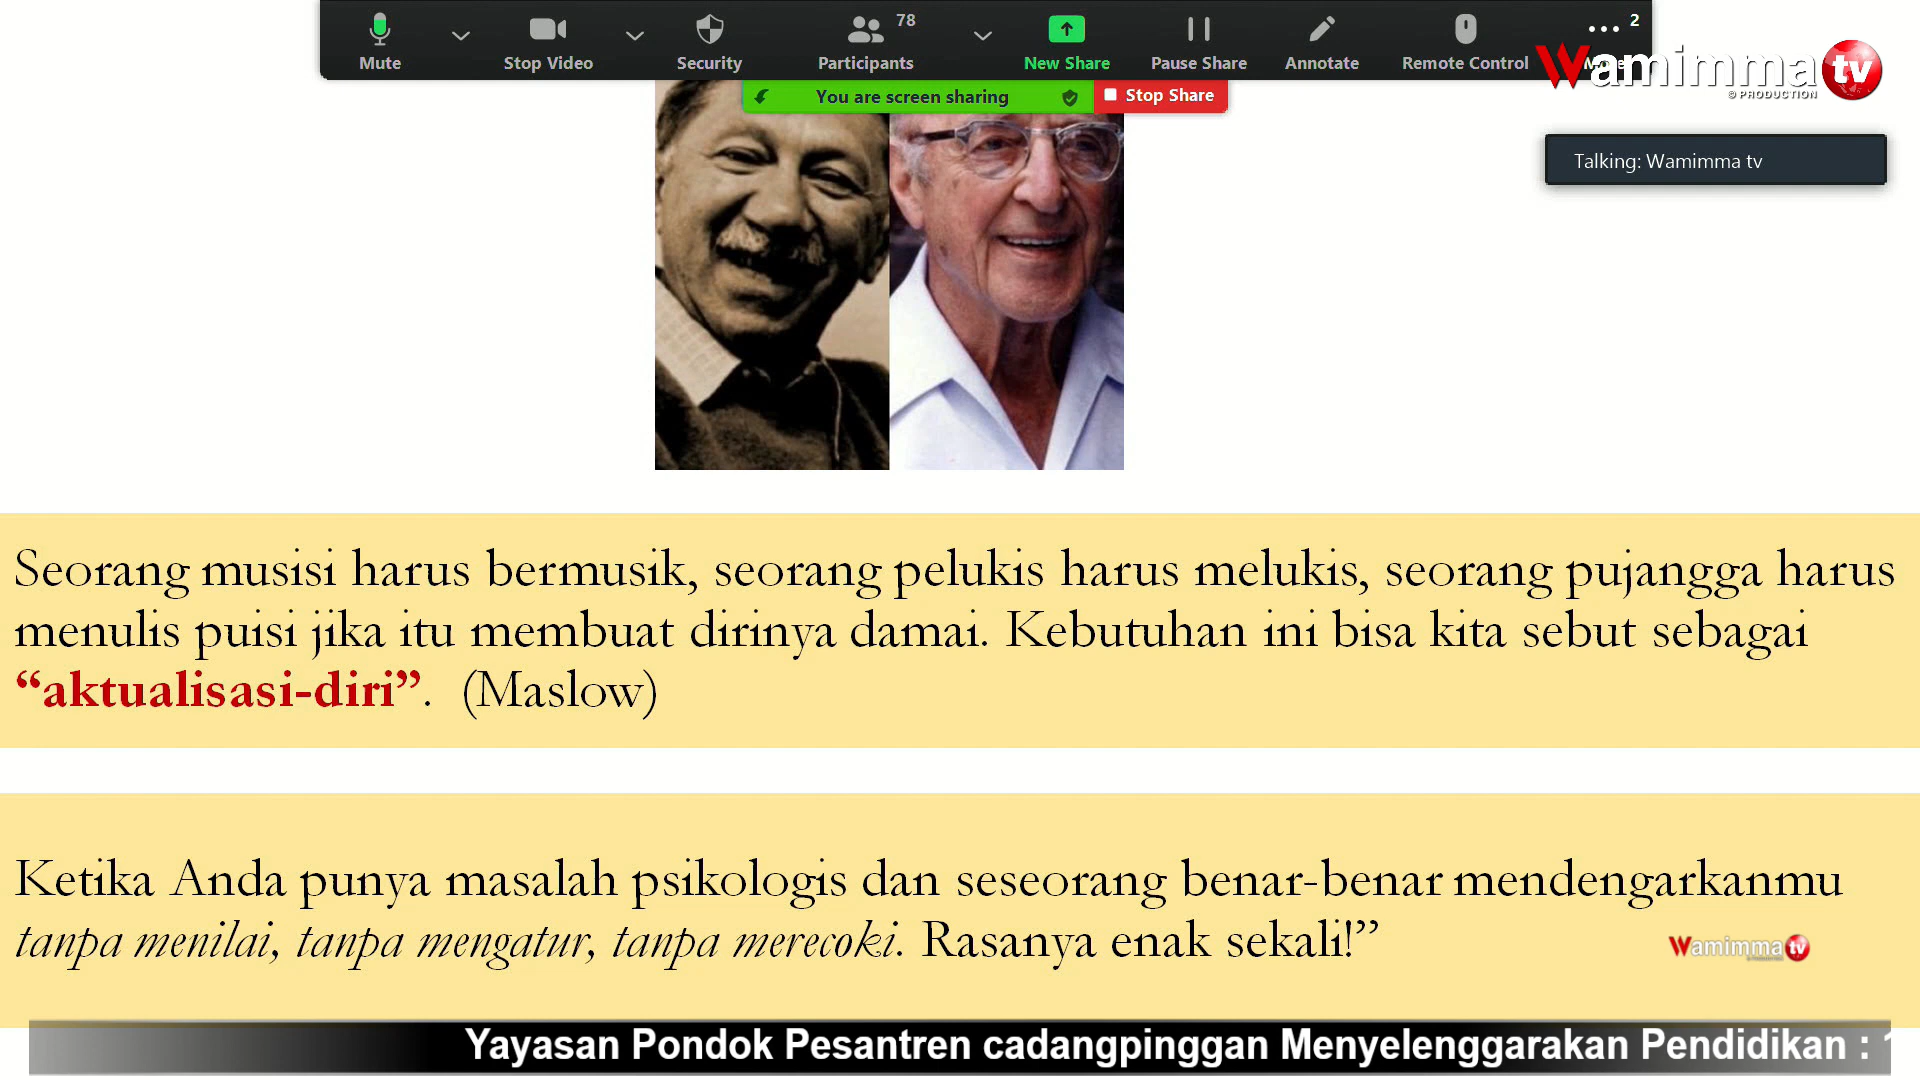 Mute
Stop Video
Security
78
Participants
New Share
Pause Share
Annotate
Remote Control
2
Wamimma tv
© PRODUCTION
You are screen sharing
Stop Share
Talking: Wamimma tv
Seorang musisi harus bermusik, seorang pelukis harus melukis, seorang pujangga harus
menulis puisi jika itu membuat dirinya damai. Kebutuhan ini bisa kita sebut sebagai
“aktualisasi-diri”. (Maslow)
Ketika Anda punya masalah psikologis dan seseorang benar-benar mendengarkanmu
tanpa menilai, tanpa mengatur, tanpa merecoki. Rasanya enak sekali!”
Wamimma tv
Yayasan Pondok Pesantren cadangpinggan Menyelenggarakan Pendidikan :